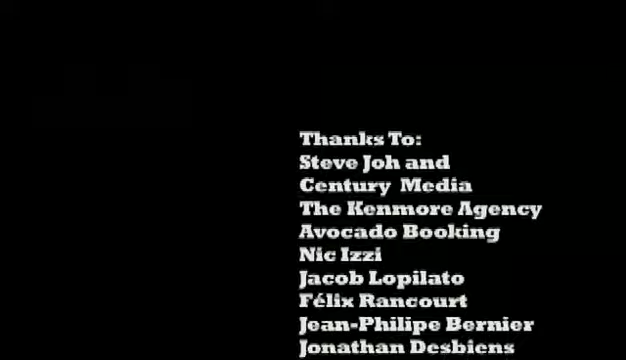 Thanks To:
Steve Joh and
Century Media
The Kenmore Agency
Avocado Booking
Nic Izzi
Jacob Lopilato
Félix Rancourt
Jean-Philipe Bernier
Jonathan Desbiens